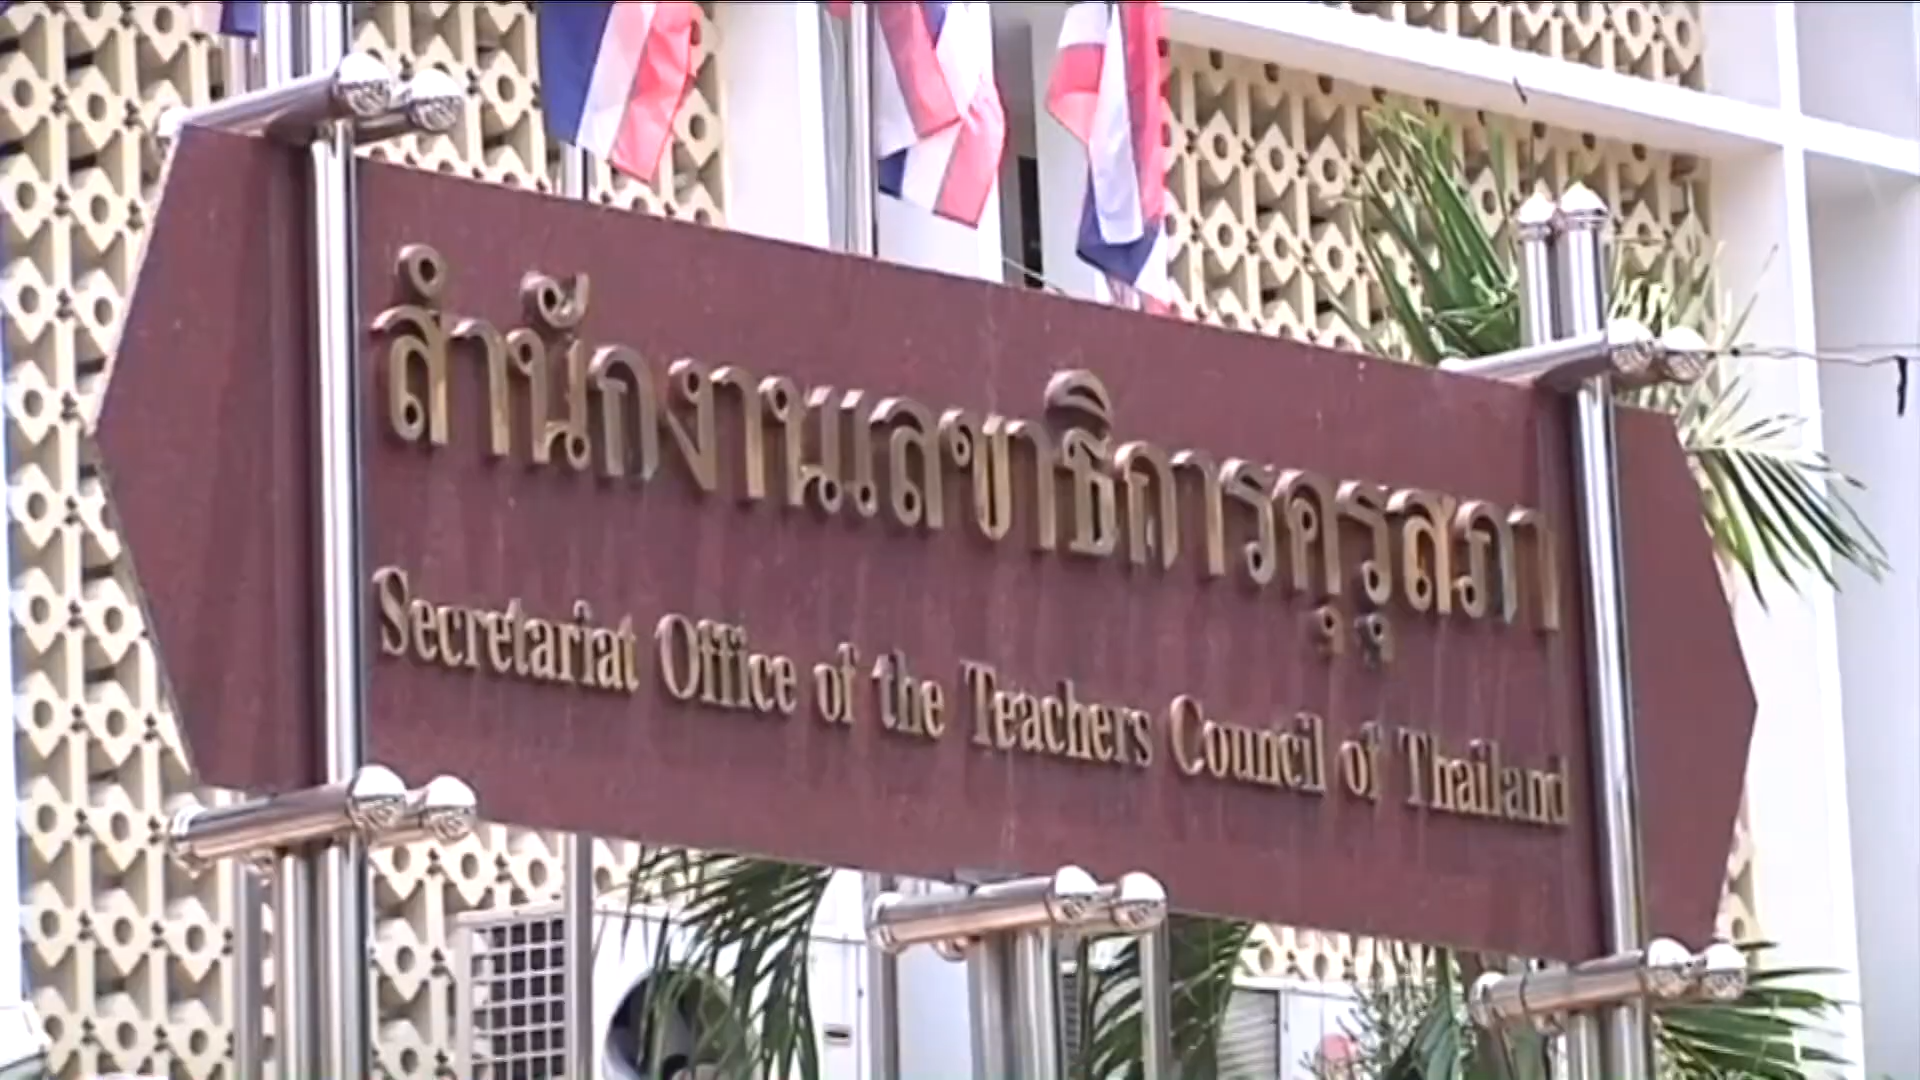 สำนักงานเลขาธิการคุรุสภา
Secretariat Office of the Teachers Council of Thailand